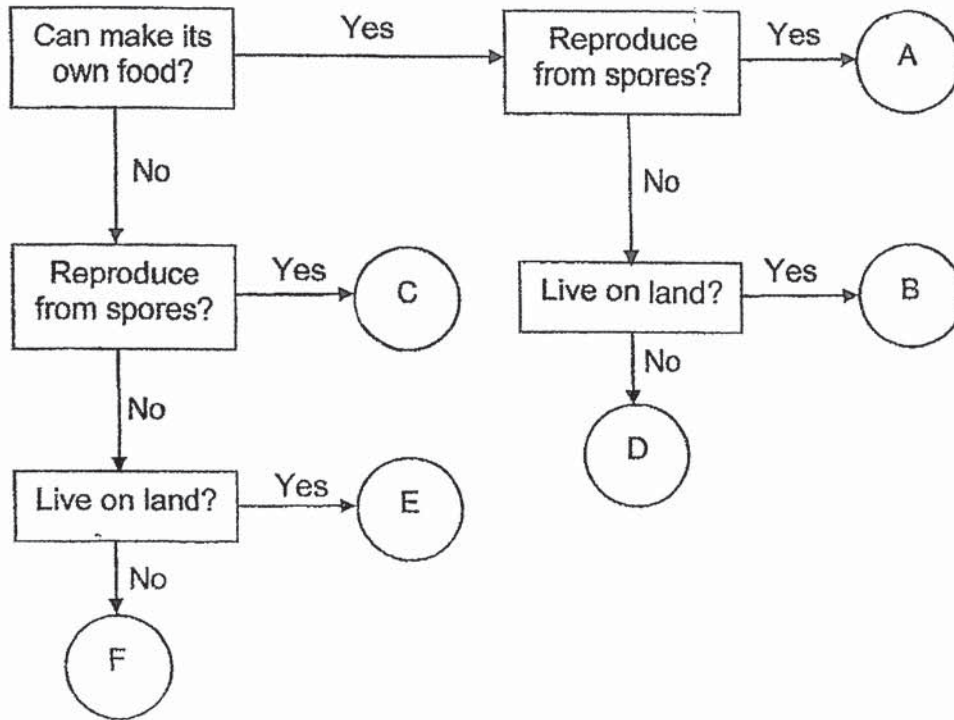 Can make its
own food?
Yes
Reproduce
from spores?
Yes
A
No
No
Reproduce
from spores?
Yes
C
Live on land?
Yes
B
No
No
D
Live on land?
Yes
E
No
F